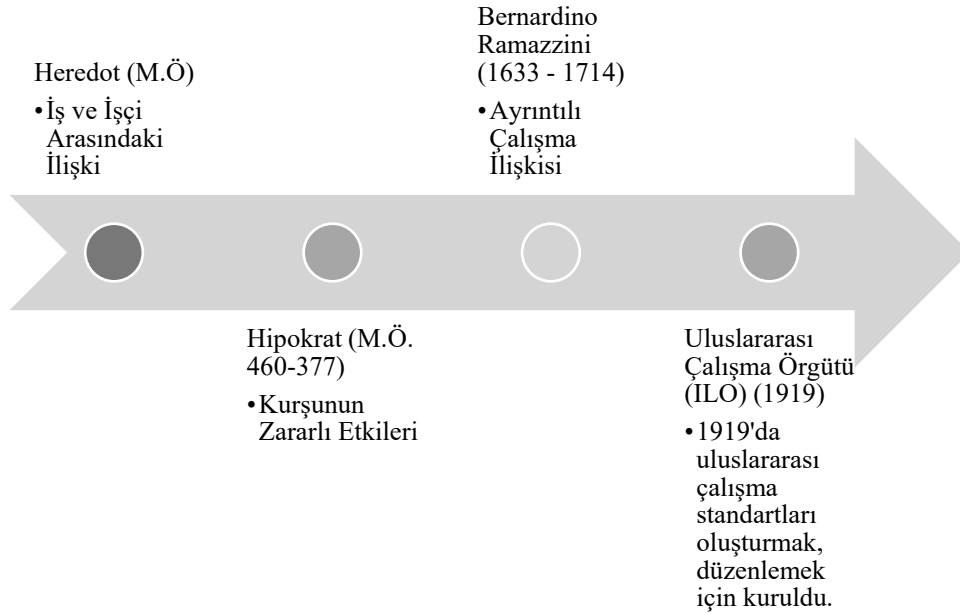 Heredot (M.Ö)
•İş ve İşçi
Arasındaki
İlişki
Hipokrat (M.Ö.
460-377)
•Kurşunun
Zararlı Etkileri
Bernardino
Ramazzini
(1633 - 1714)
•Ayrıntılı
Çalışma
İlişkisi
Uluslararası
Çalışma Örgütü
(ILO) (1919)
•1919'da
uluslararası
çalışma
standartları
oluşturmak,
düzenlemek
için kuruldu.